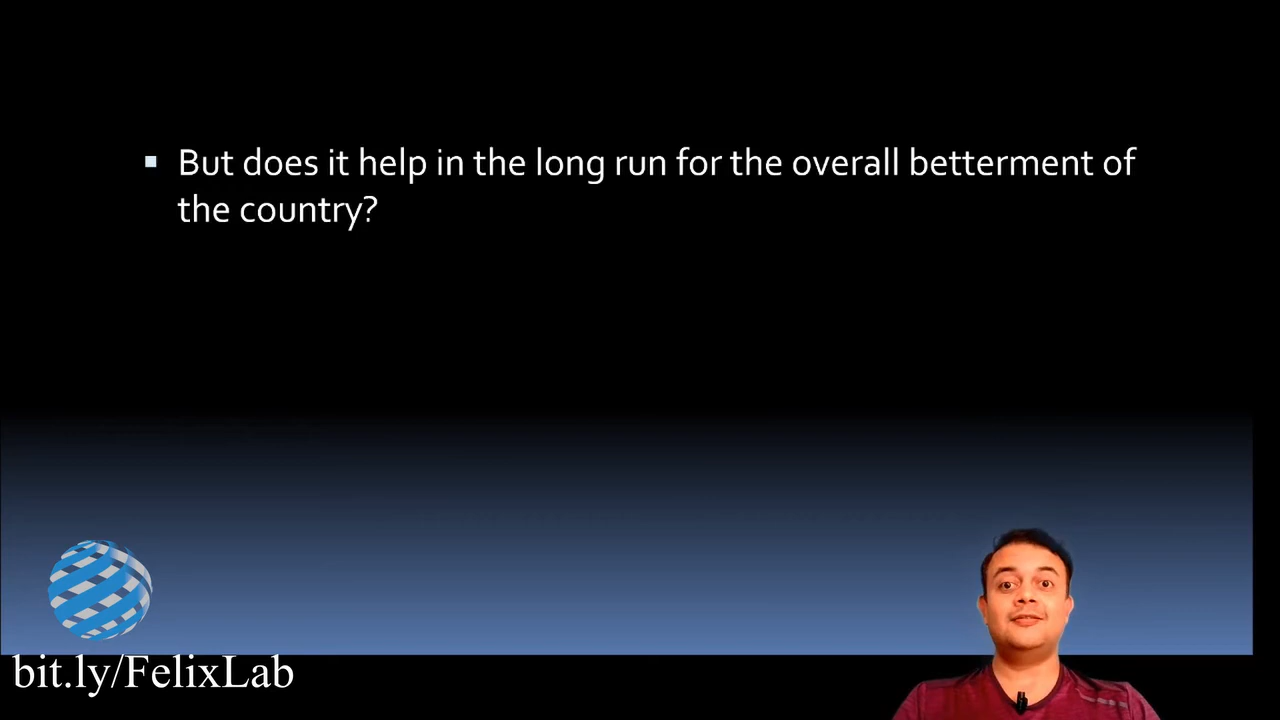 But does it help in the long run for the overall betterment of
the country?
bit.ly/FelixLab